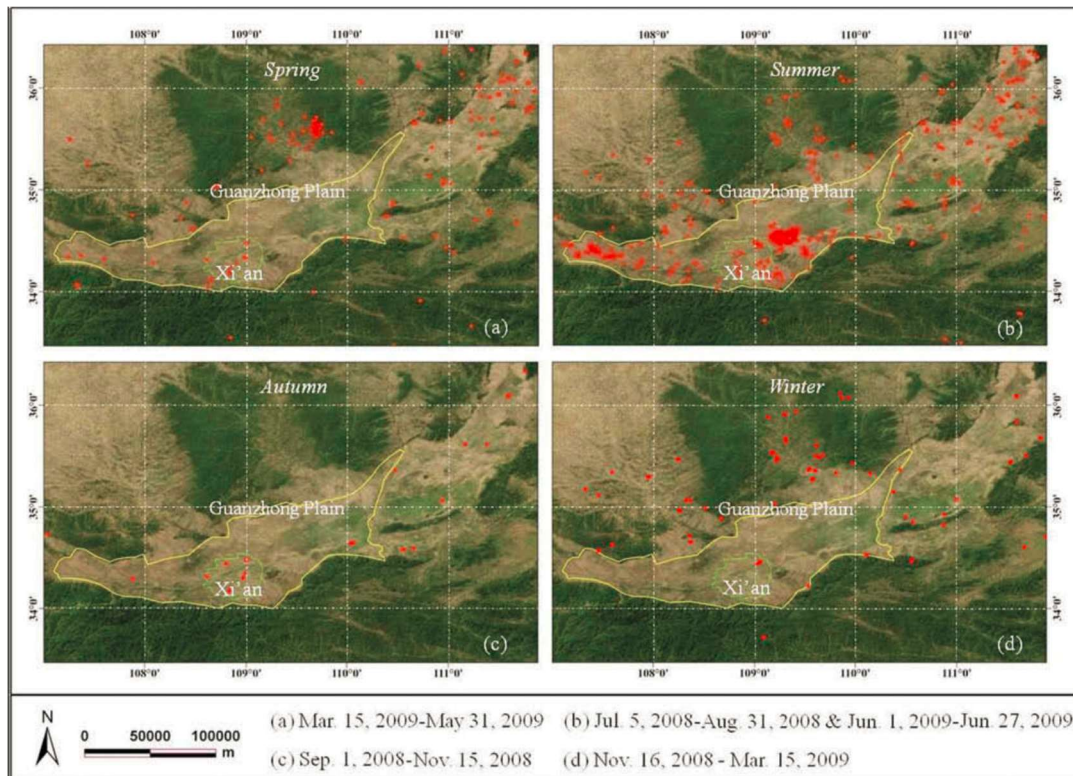 108°0' 109°0' 110°0' 111°0' 108°0' 109°0' 110°0' 111°0'
Spring
36°0'
35°0'
34°0'
Guanzhong Plain
Xi'an
(a)
Summer
36°0'
35°0'
34°0'
Guanzhong Plain
Xi'an
(b)
Autumn
36°0'
35°0'
34°0'
Guanzhong Plain
Xi'an
(c)
Winter
36°0'
35°0'
34°0'
Guanzhong Plain
Xi'an
(d)
108°0' 109°0' 110°0' 111°0' 108°0' 109°0' 110°0' 111°0'
N
0 50000 100000
m
(a) Mar. 15, 2009-May 31, 2009 (b) Jul. 5, 2008-Aug. 31, 2008 & Jun. 1, 2009-Jun. 27, 2009
(c) Sep. 1, 2008-Nov. 15, 2008 (d) Nov. 16, 2008 - Mar. 15, 2009